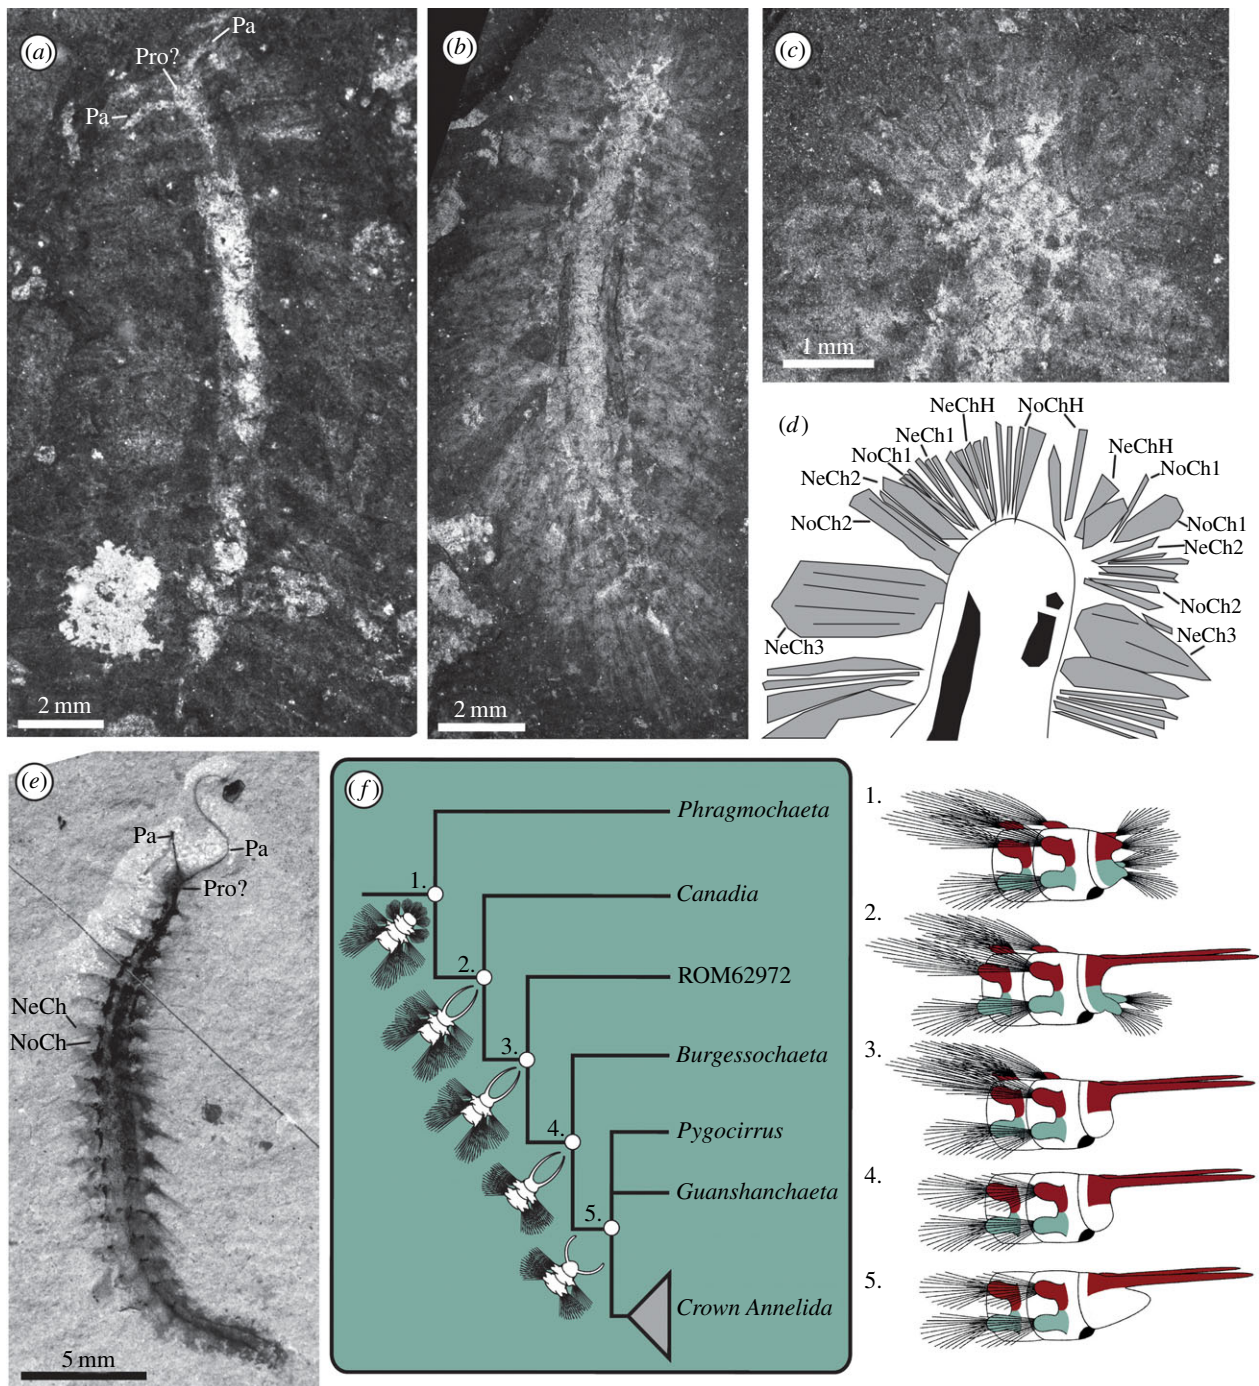 (a)
Pa
Pro?
Pa
2 mm
(b)
2 mm
(c)
1 mm
(d)
NeChH
NoChH
NeCh1
NoCh1
NeCh2
NoCh2
NeCh3
NeChH
NoCh1
NoCh1
NeCh2
NoCh2
NeCh3
(e)
Pa
Pa
Pro?
NeCh
NoCh
5 mm
(f)
Phragmochaeta
1.
Canadia
2.
ROM62972
3.
Burgessochaeta
4.
Pygocirrus
Guanshanchaeta
5.
Crown Annelida
1.
2.
3.
4.
5.